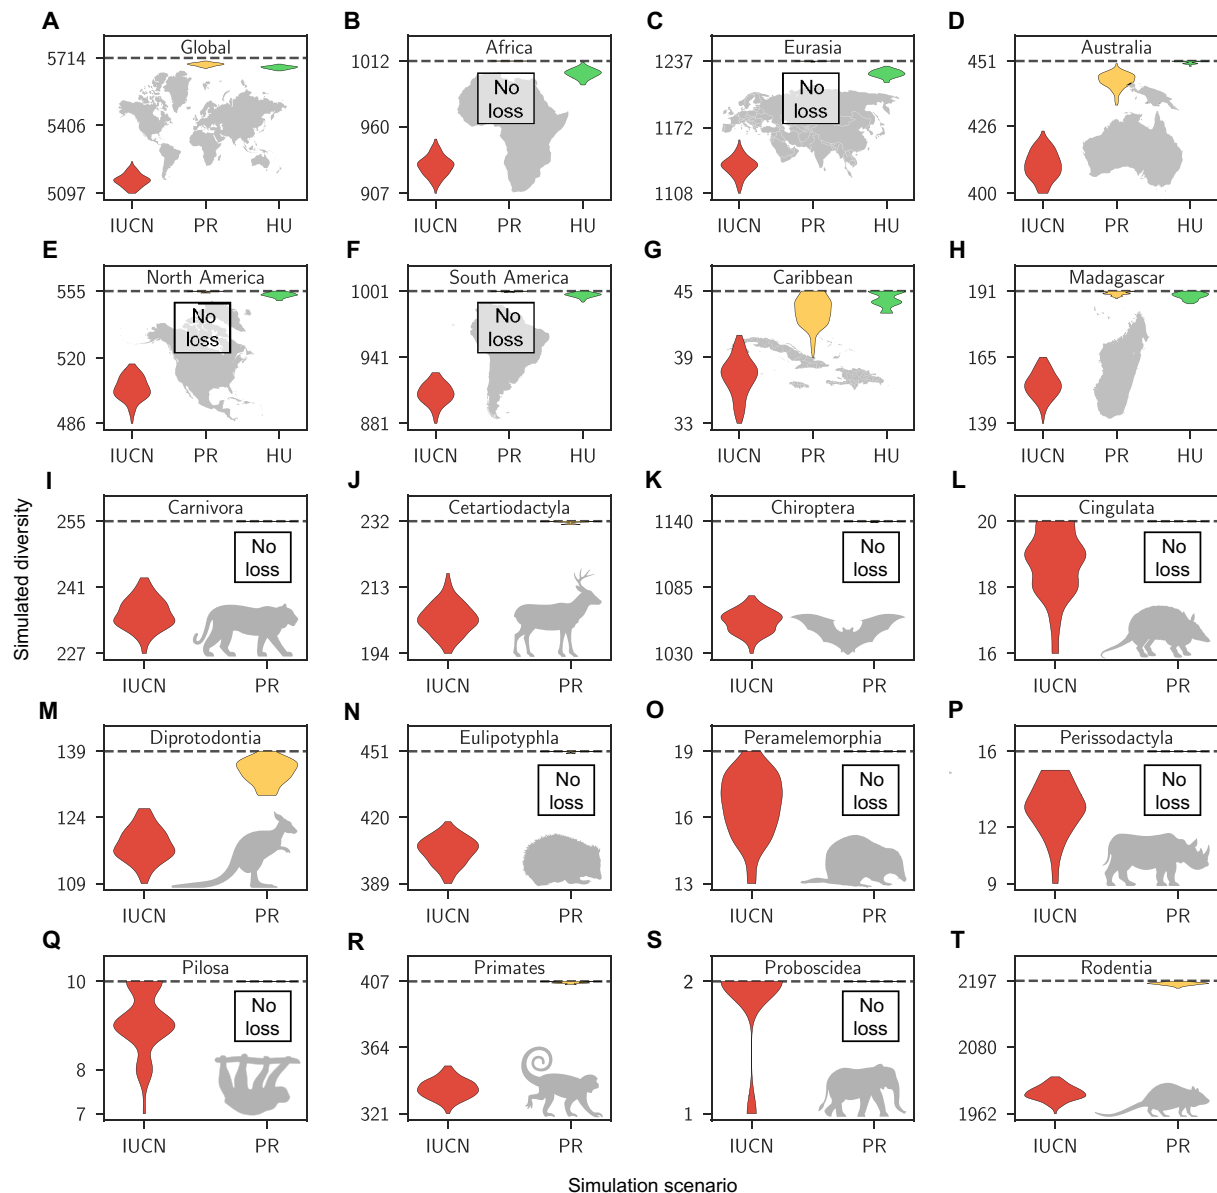 A
Global
5714
5406
5097
IUCN PR HU
B
Africa
1012
960
907
No
loss
IUCN PR HU
C
Eurasia
1237
1172
1108
No
loss
IUCN PR HU
D
Australia
451
426
400
IUCN PR HU
E
North America
555
520
486
No
loss
IUCN PR HU
F
South America
1001
941
881
No
loss
IUCN PR HU
G
Caribbean
45
39
33
IUCN PR HU
H
Madagascar
191
165
139
IUCN PR HU
Simulated diversity
I
Carnivora
255
241
227
No
loss
IUCN PR
J
Cetartiodactyla
232
213
194
IUCN PR
K
Chiroptera
1140
1085
1030
No
loss
IUCN PR
L
Cingulata
20
18
16
No
loss
IUCN PR
M
Diprotodontia
139
124
109
IUCN PR
N
Eulipotyphla
451
420
389
No
loss
IUCN PR
O
Peramelemorphia
19
16
13
No
loss
IUCN PR
P
Perissodactyla
16
12
9
No
loss
IUCN PR
Q
Pilosa
10
8
7
No
loss
IUCN PR
R
Primates
407
364
321
IUCN PR
S
Proboscidea
2
1
No
loss
IUCN PR
T
Rodentia
2197
2080
1962
IUCN PR
Simulation scenario